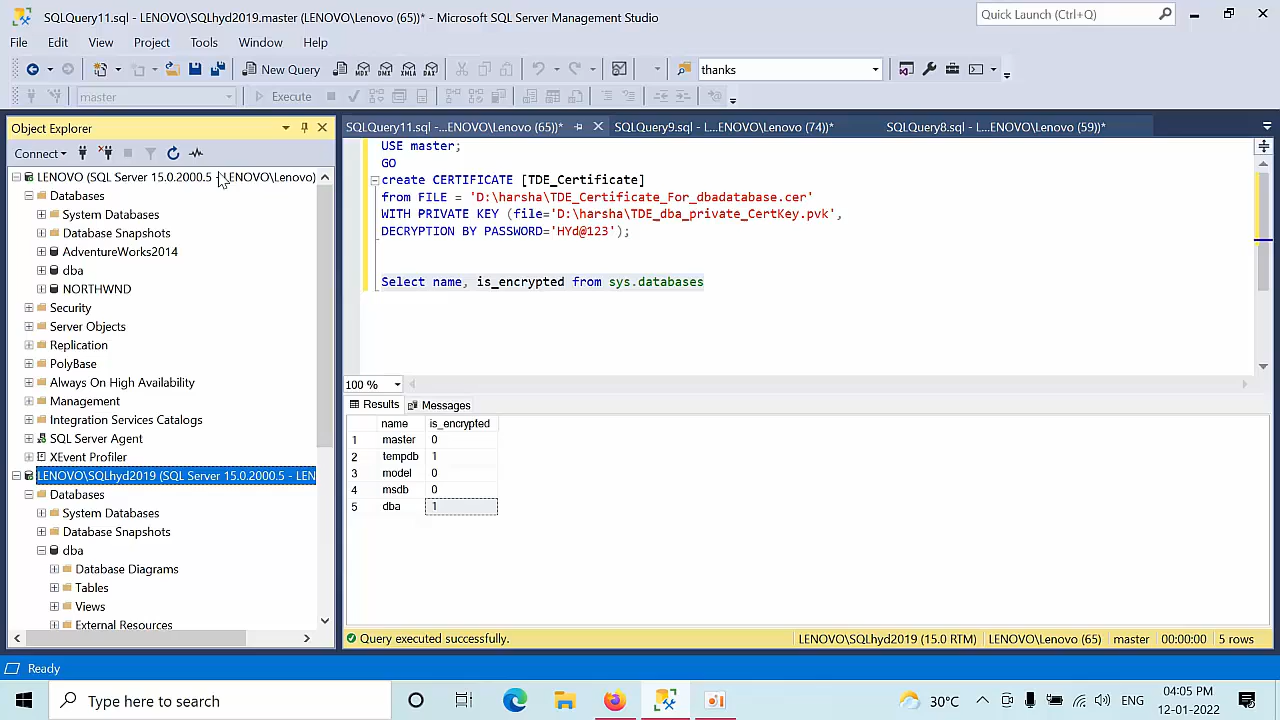 SQLQuery11.sql - LENOVO\SQLhyd2019.master (LENOVO\Lenovo (65))* - Microsoft SQL Server Management Studio
Quick Launch (Ctrl+Q)
File Edit View Project Tools Window Help
New Query
MDX DMX XMLA DAX
thanks
master
Execute
Object Explorer
SQLQuery11.sql -...ENOVO\Lenovo (65))*
SQLQuery9.sql - L...ENOVO\Lenovo (74))*
SQLQuery8.sql - L...ENOVO\Lenovo (59))*
Connect
LENOVO (SQL Server 15.0.2000.5 - LENOVO\Lenovo)
Databases
System Databases
Database Snapshots
AdventureWorks2014
dba
NORTHWND
Security
Server Objects
Replication
PolyBase
Always On High Availability
Management
Integration Services Catalogs
SQL Server Agent
XEvent Profiler
LENOVO\SQLhyd2019 (SQL Server 15.0.2000.5 - LEN
Databases
System Databases
Database Snapshots
dba
Database Diagrams
Tables
Views
External Resources
USE master;
GO
create CERTIFICATE [TDE_Certificate]
from FILE = 'D:\harsha\TDE_Certificate_For_dbadatabase.cer'
WITH PRIVATE KEY (file='D:\harsha\TDE_dba_private_CertKey.pvk',
DECRYPTION BY PASSWORD='HYd@123');
Select name, is_encrypted from sys.databases
100 %
Results Messages
name is_encrypted
1 master 0
2 tempdb 1
3 model 0
4 msdb 0
5 dba 1
Query executed successfully.
LENOVO\SQLhyd2019 (15.0 RTM) LENOVO\Lenovo (65) master 00:00:00 5 rows
Ready
Type here to search
30°C
ENG
04:05 PM
12-01-2022